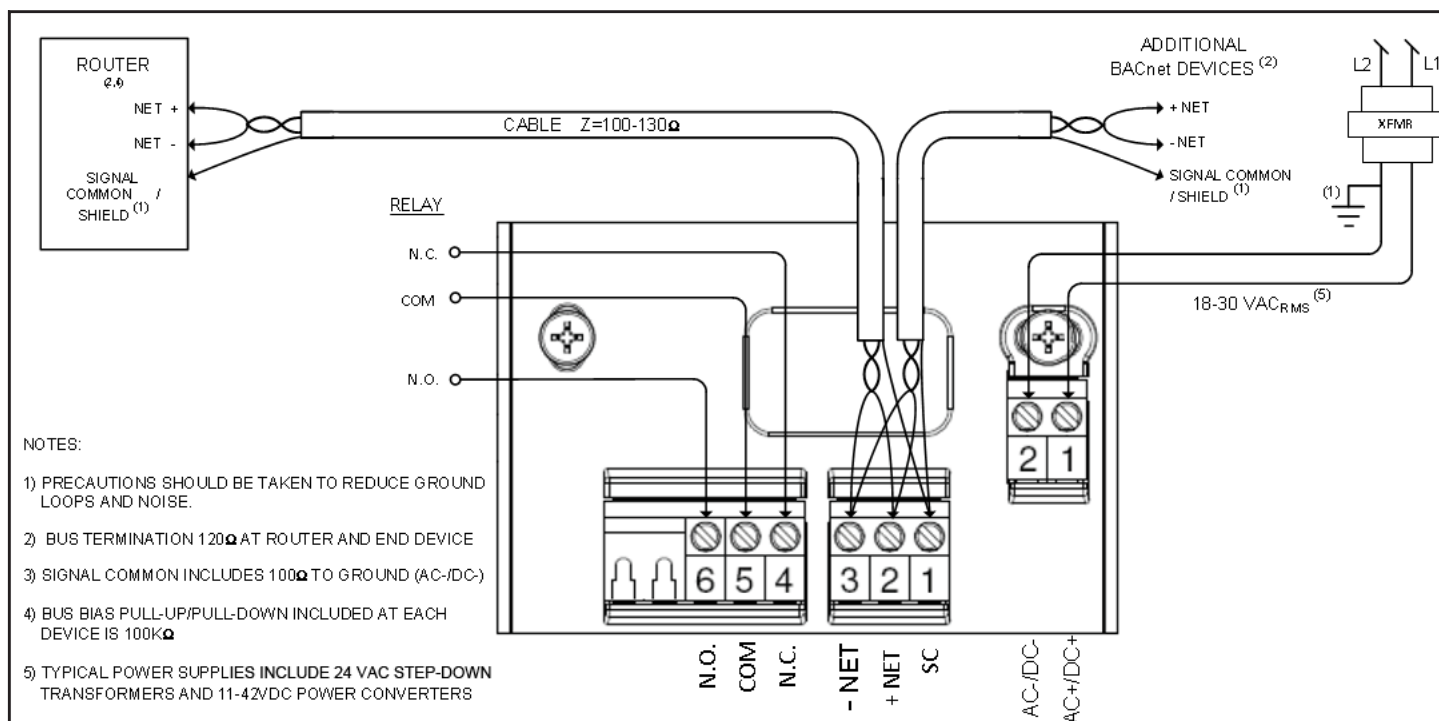 ROUTER
(2,4)
NET +
NET -
SIGNAL
COMMON /
SHIELD (1)
CABLE Z=100-130Ω
ADDITIONAL
BACnet DEVICES (2)
+ NET
- NET
SIGNAL COMMON
/ SHIELD (1)
L2
L1
XFMR
(1)
18-30 VAC RMS (5)
RELAY
N.C.
COM
N.O.
2
1
6
5
4
3
2
1
N.O.
COM
N.C.
- NET
+ NET
SC
AC-/DC-
AC+/DC+
NOTES:
1) PRECAUTIONS SHOULD BE TAKEN TO REDUCE GROUND
LOOPS AND NOISE.
2) BUS TERMINATION 120Ω AT ROUTER AND END DEVICE
3) SIGNAL COMMON INCLUDES 100Ω TO GROUND (AC-/DC-)
4) BUS BIAS PULL-UP/PULL-DOWN INCLUDED AT EACH
DEVICE IS 100KΩ
5) TYPICAL POWER SUPPLIES INCLUDE 24 VAC STEP-DOWN
TRANSFORMERS AND 11-42VDC POWER CONVERTERS